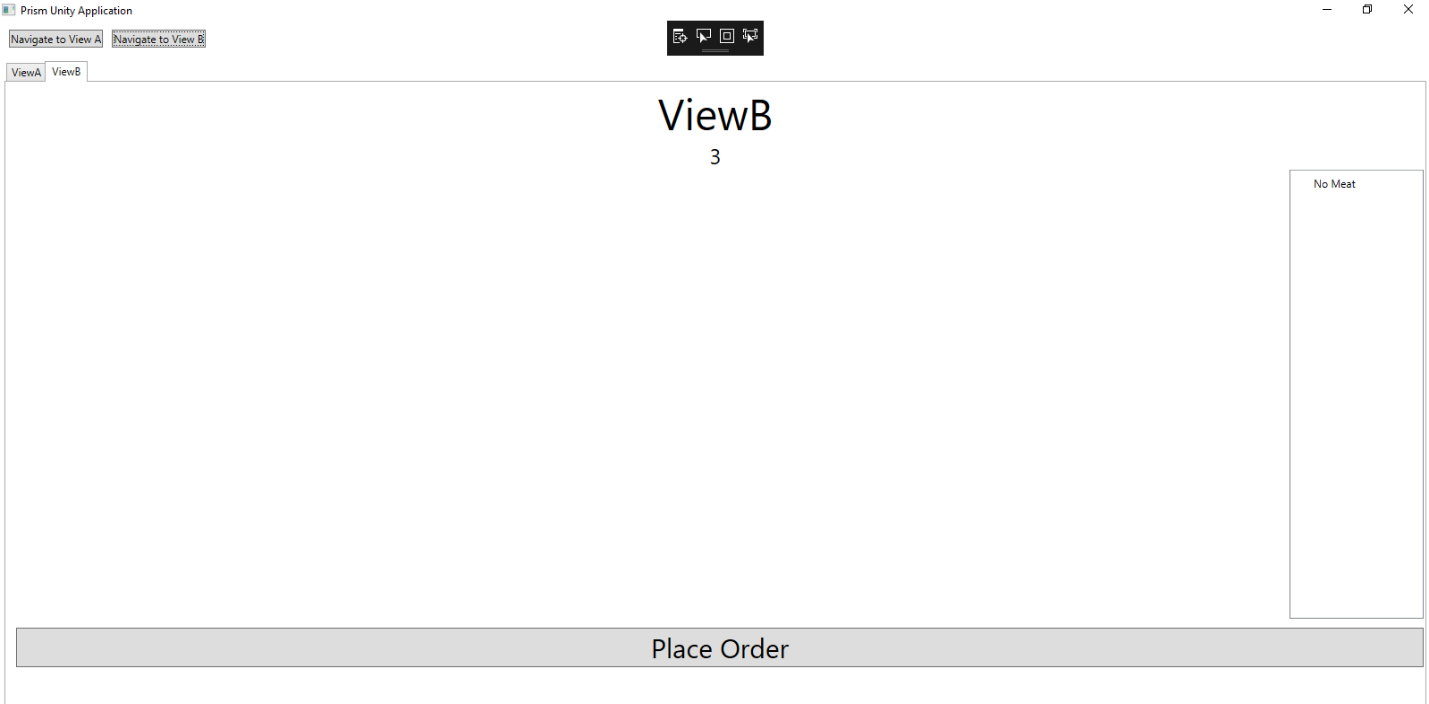 Prism Unity Application
Navigate to View A Navigate to View B
ViewA ViewB
ViewB
3
No Meat
Place Order